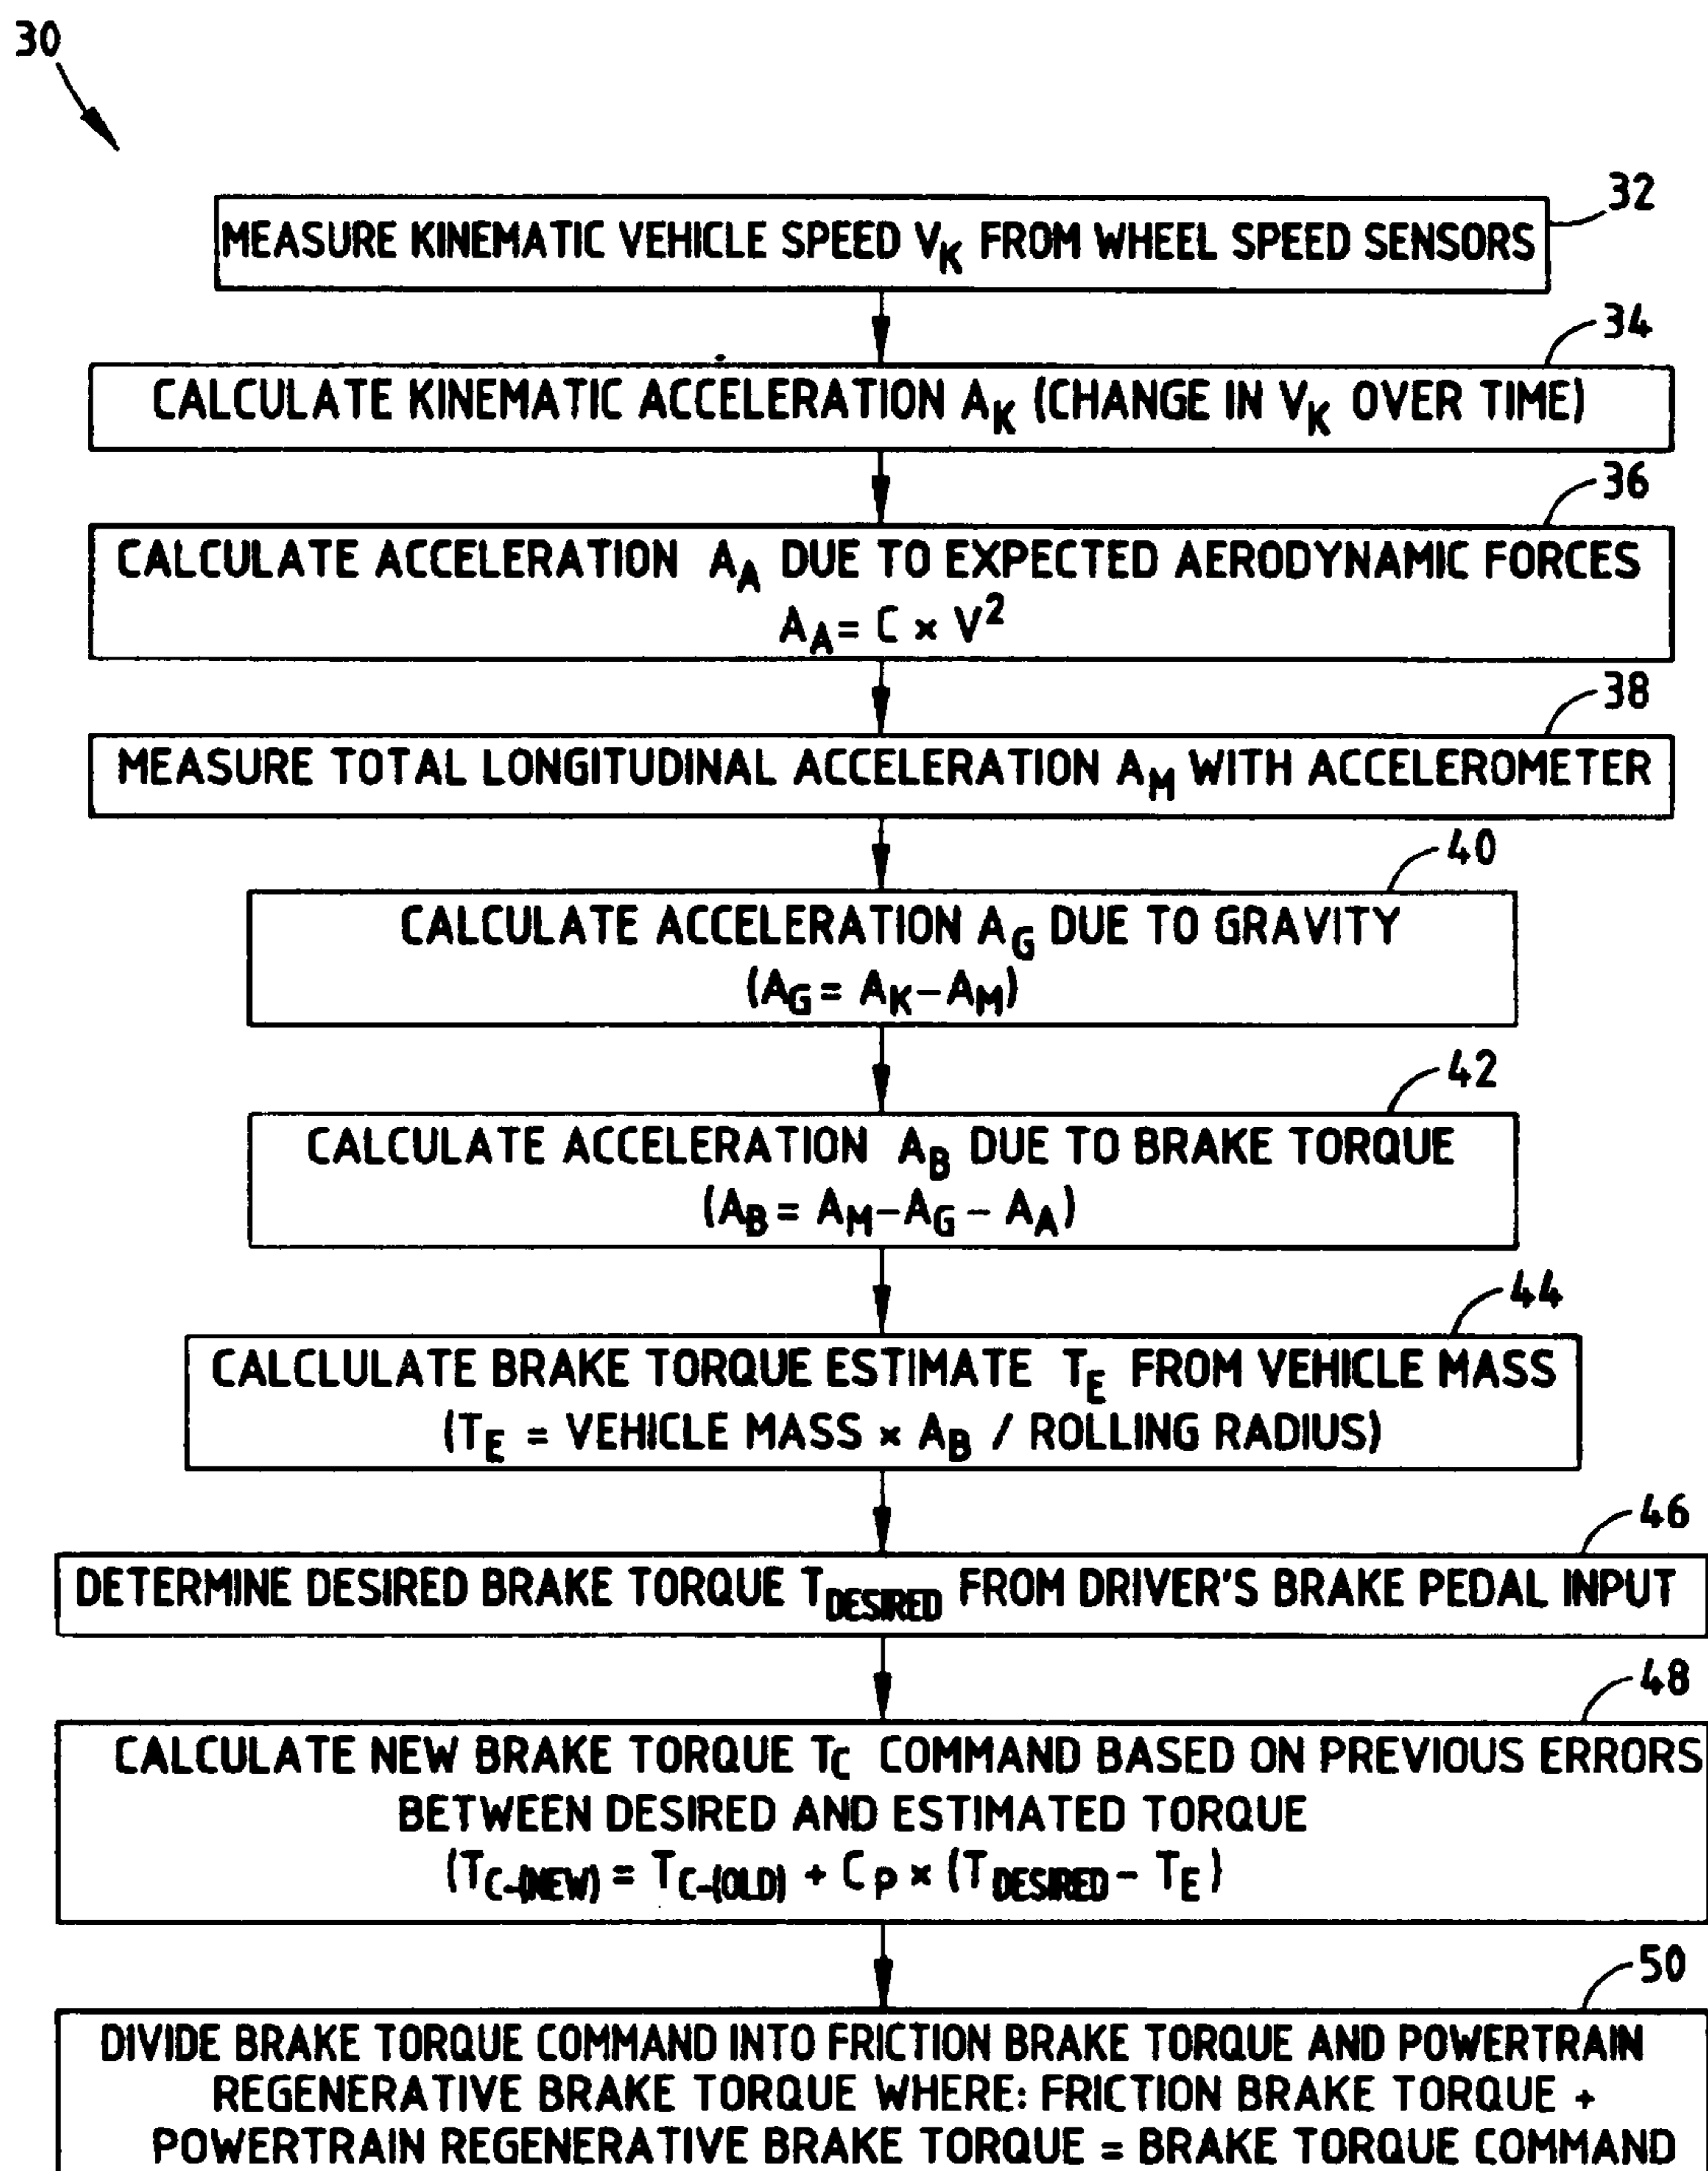 30
32
MEASURE KINEMATIC VEHICLE SPEED VK FROM WHEEL SPEED SENSORS
34
CALCULATE KINEMATIC ACCELERATION AK (CHANGE IN VK OVER TIME)
36
CALCULATE ACCELERATION AA DUE TO EXPECTED AERODYNAMIC FORCES
AA = C × V²
38
MEASURE TOTAL LONGITUDINAL ACCELERATION AM WITH ACCELEROMETER
40
CALCULATE ACCELERATION AG DUE TO GRAVITY
(AG = AK - AM)
42
CALCULATE ACCELERATION AB DUE TO BRAKE TORQUE
(AB = AM - AG - AA)
44
CALCLULATE BRAKE TORQUE ESTIMATE TE FROM VEHICLE MASS
(TE = VEHICLE MASS × AB / ROLLING RADIUS)
46
DETERMINE DESIRED BRAKE TORQUE TDESIRED FROM DRIVER'S BRAKE PEDAL INPUT
48
CALCULATE NEW BRAKE TORQUE TC COMMAND BASED ON PREVIOUS ERRORS
BETWEEN DESIRED AND ESTIMATED TORQUE
(TC-(NEW) = TC-(OLD) + CP × (TDESIRED - TE)
50
DIVIDE BRAKE TORQUE COMMAND INTO FRICTION BRAKE TORQUE AND POWERTRAIN
REGENERATIVE BRAKE TORQUE WHERE: FRICTION BRAKE TORQUE +
POWERTRAIN REGENERATIVE BRAKE TORQUE = BRAKE TORQUE COMMAND